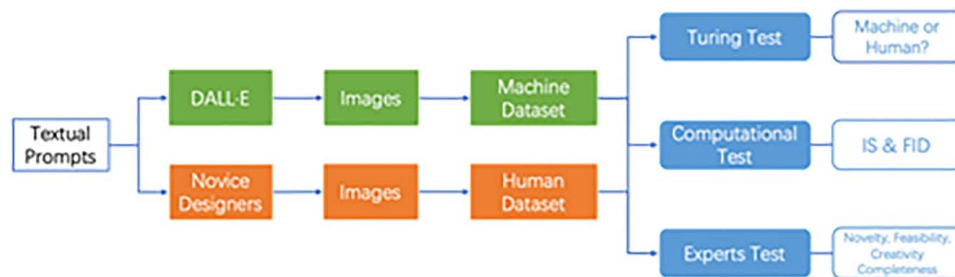 Textual
Prompts
DALL·E
Images
Machine
Dataset
Novice
Designers
Images
Human
Dataset
Turing Test
Machine or
Human?
Computational
Test
IS & FID
Experts Test
Novelty, Feasibility,
Creativity
Completeness